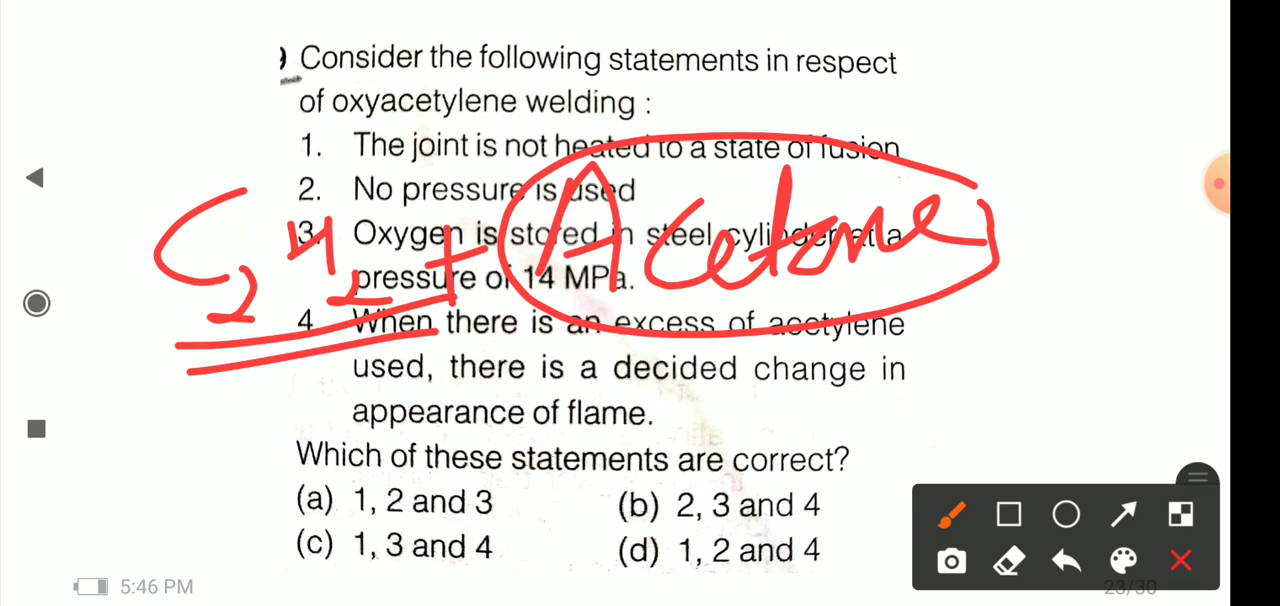 ) Consider the following statements in respect
of oxyacetylene welding :
1. The joint is not heated to a state of fusion
2. No pressure is used
3. Oxygen is stored in steel cylinder at a
pressure of 14 MPa.
C2H2 + Acetone
4. When there is an excess of acetylene
used, there is a decided change in
appearance of flame.
Which of these statements are correct?
(a) 1, 2 and 3 (b) 2, 3 and 4
(c) 1, 3 and 4 (d) 1, 2 and 4
5:46 PM
23/30